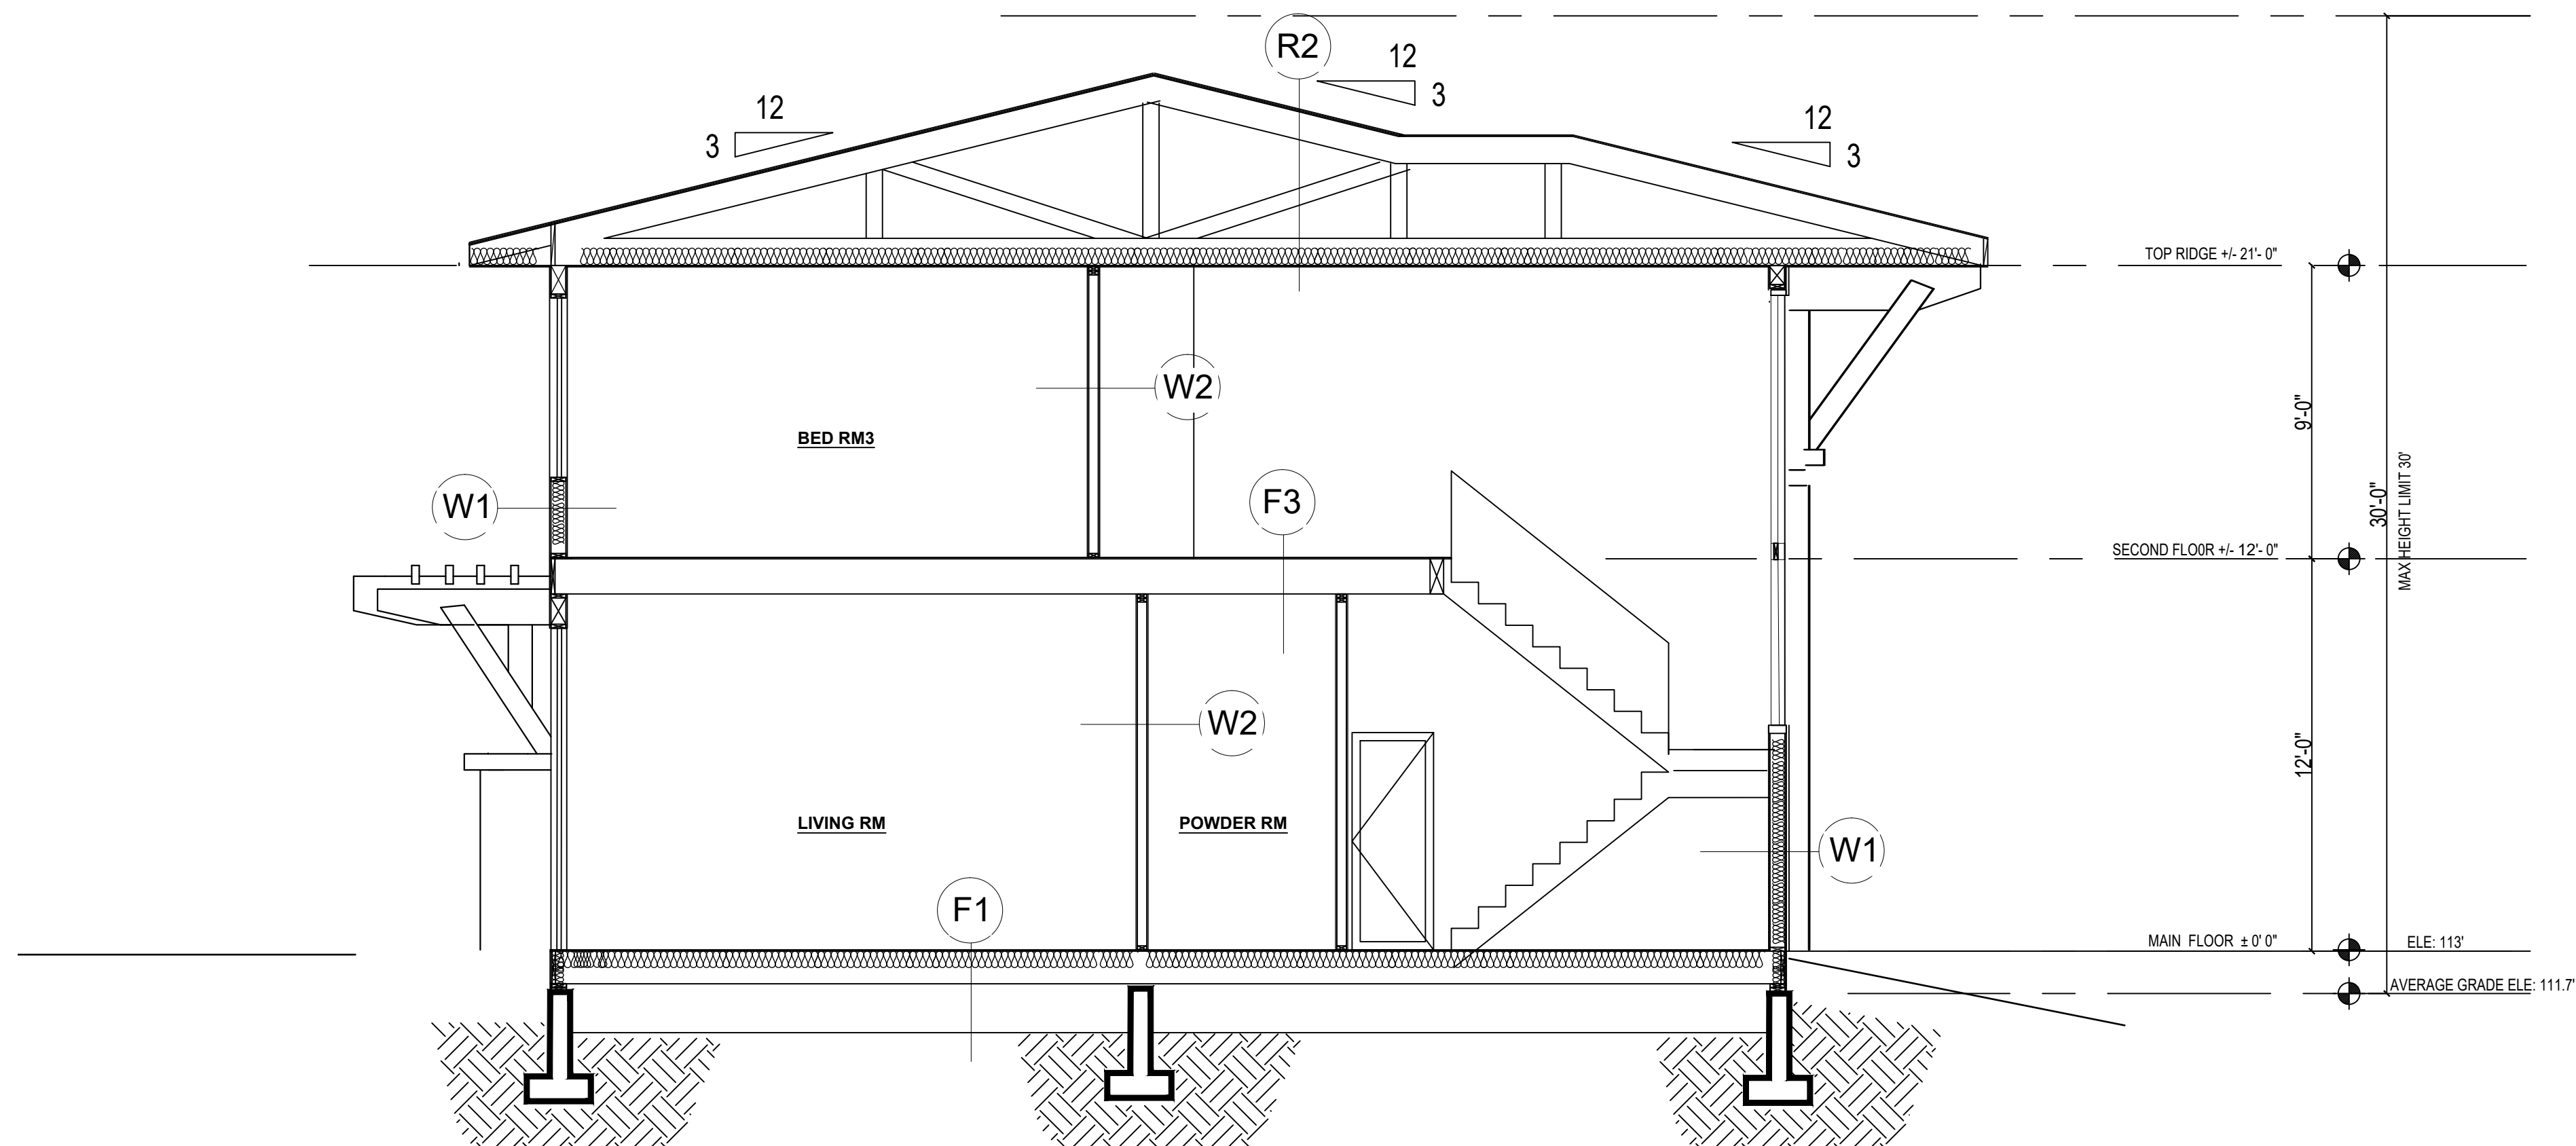 R2
12
3
12
3
12
3
TOP RIDGE +/- 21'- 0"
W2
9'-0"
BED RM3
W1
F3
30'-0"
MAX HEIGHT LIMIT 30'
SECOND FLOOR +/- 12'- 0"
W2
12'-0"
LIVING RM
POWDER RM
W1
F1
MAIN FLOOR ± 0' 0"
ELE: 113'
AVERAGE GRADE ELE: 111.7'